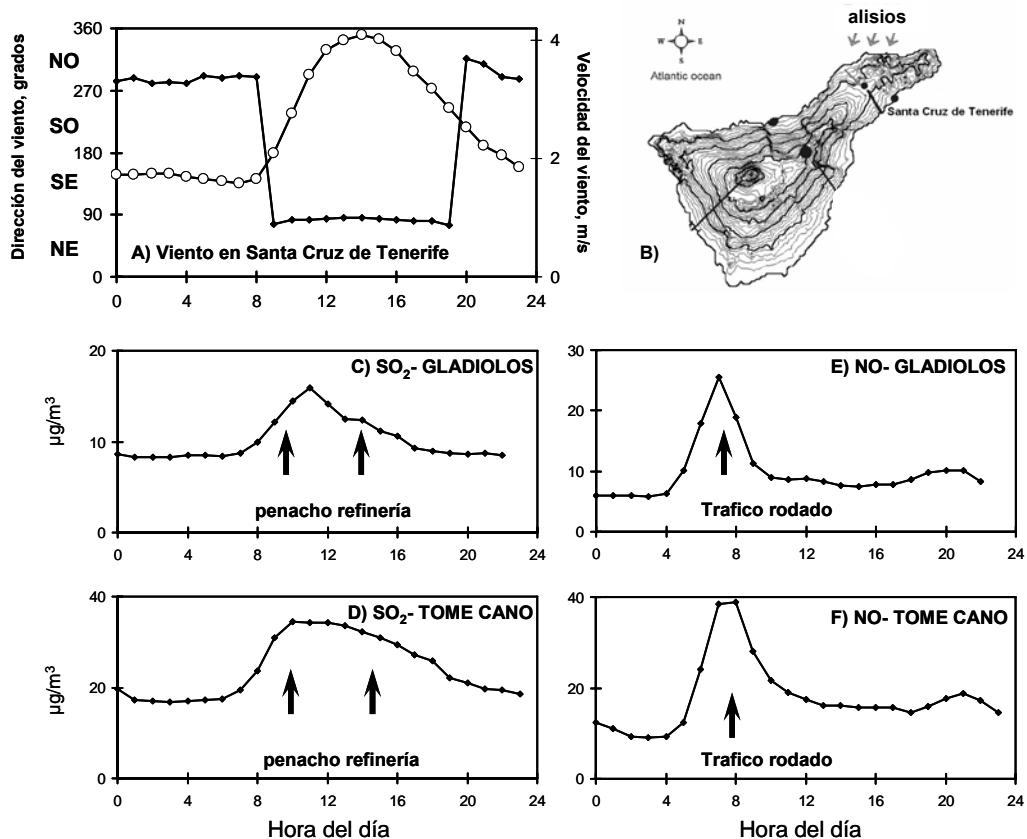 360
270
180
90
0
NO
SO
SE
NE
Dirección del viento, grados
4
2
0
Velocidad del viento, m/s
A) Viento en Santa Cruz de Tenerife
0 4 8 12 16 20 24
alisios
N
W E
S
Atlantic ocean
Santa Cruz de Tenerife
B)
20
10
0
µg/m³
C) SO₂- GLADIOLOS
penacho refinería
0 4 8 12 16 20 24
30
20
10
0
E) NO- GLADIOLOS
Trafico rodado
0 4 8 12 16 20 24
40
20
0
µg/m³
D) SO₂- TOME CANO
penacho refinería
0 4 8 12 16 20 24
Hora del día
40
30
20
10
0
F) NO- TOME CANO
Trafico rodado
0 4 8 12 16 20 24
Hora del día